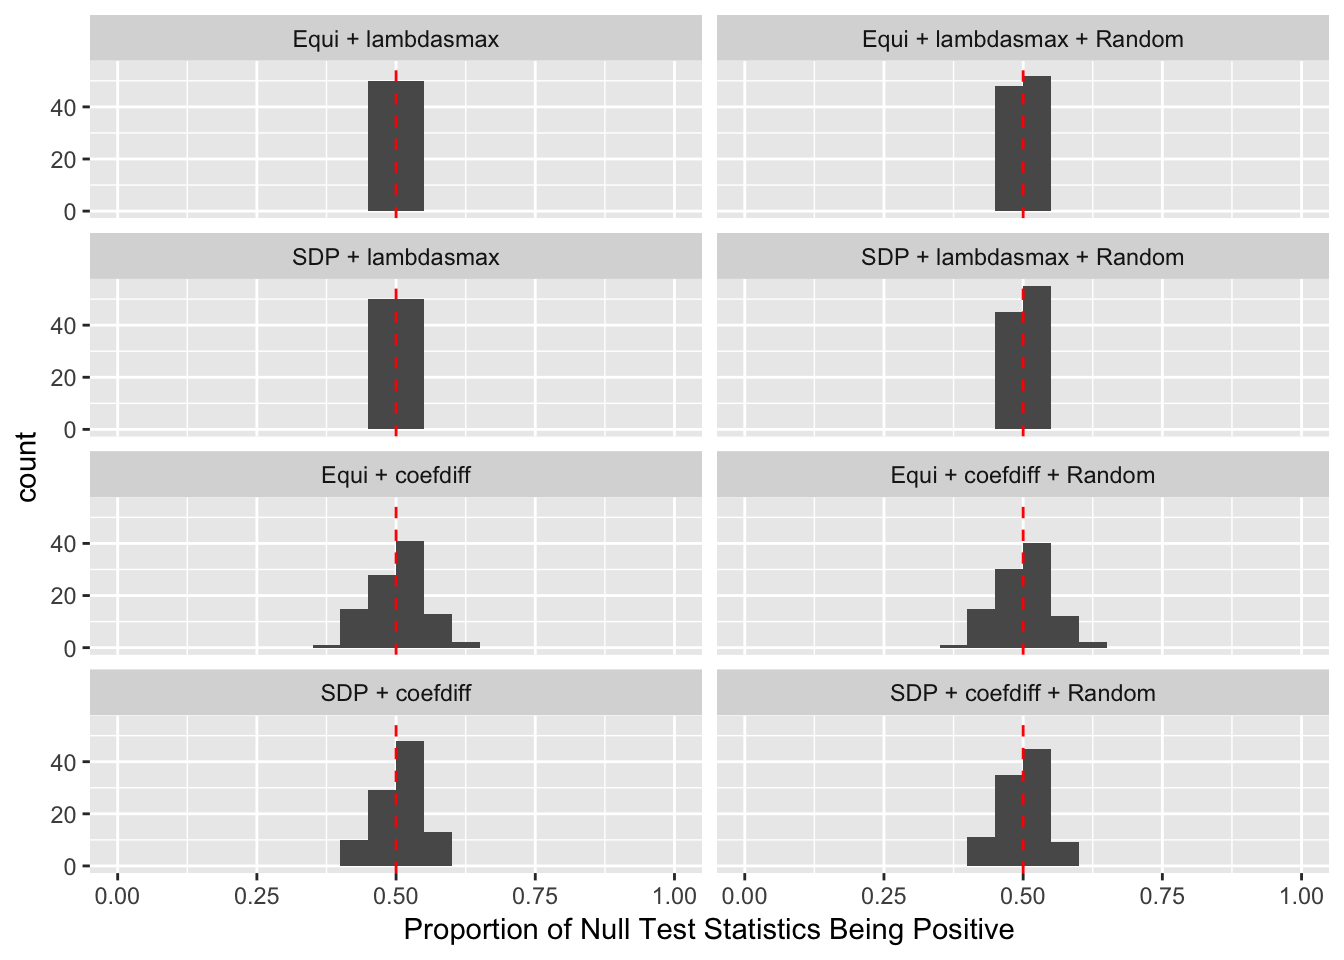 Equi + lambdasmax
Equi + lambdasmax + Random
40
20
0
SDP + lambdasmax
SDP + lambdasmax + Random
40
20
0
Equi + coefdiff
Equi + coefdiff + Random
40
20
0
SDP + coefdiff
SDP + coefdiff + Random
40
20
0
count
0.00 0.25 0.50 0.75 1.00
0.00 0.25 0.50 0.75 1.00
Proportion of Null Test Statistics Being Positive